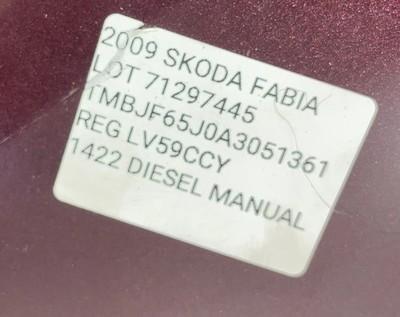 2009 SKODA FABIA
LOT 71297445
TMBJF65J0A3051361
REG LV59CCY
1422 DIESEL MANUAL